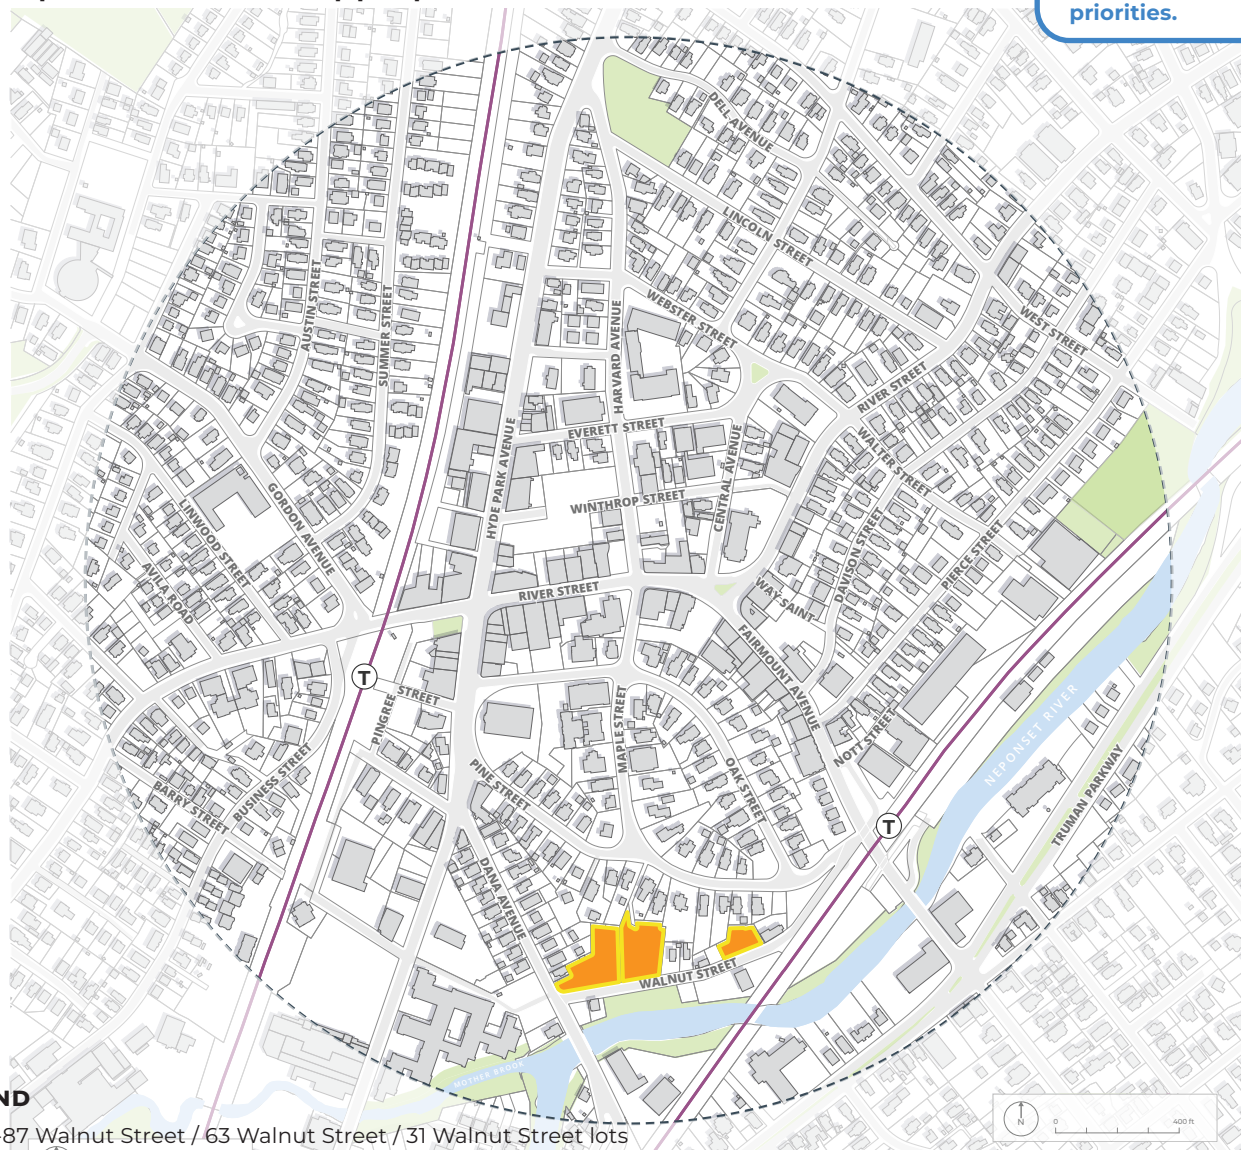 priorities.
DELL AVENUE
LINCOLN STREET
WEBSTER STREET
WEST STREET
AUSTIN STREET
SUMMER STREET
HARVARD AVENUE
RIVER STREET
EVERETT STREET
HYDE PARK AVENUE
CENTRAL AVENUE
WALTER STREET
WINTHROP STREET
GORDON AVENUE
LINWOOD STREET
DAVISON STREET
PIERCE STREET
AVILA ROAD
RIVER STREET
WAY SAINT
FAIRMOUNT AVENUE
T
PINGREE STREET
MAPLE STREET
NOTT STREET
NEPONSET RIVER
OAK STREET
PINE STREET
BUSINESS STREET
BARRY STREET
TRUMAN PARKWAY
T
DANA AVENUE
WALNUT STREET
MOTHER BROOK
ND
-87 Walnut Street / 63 Walnut Street / 31 Walnut Street lots
N
0 400 ft